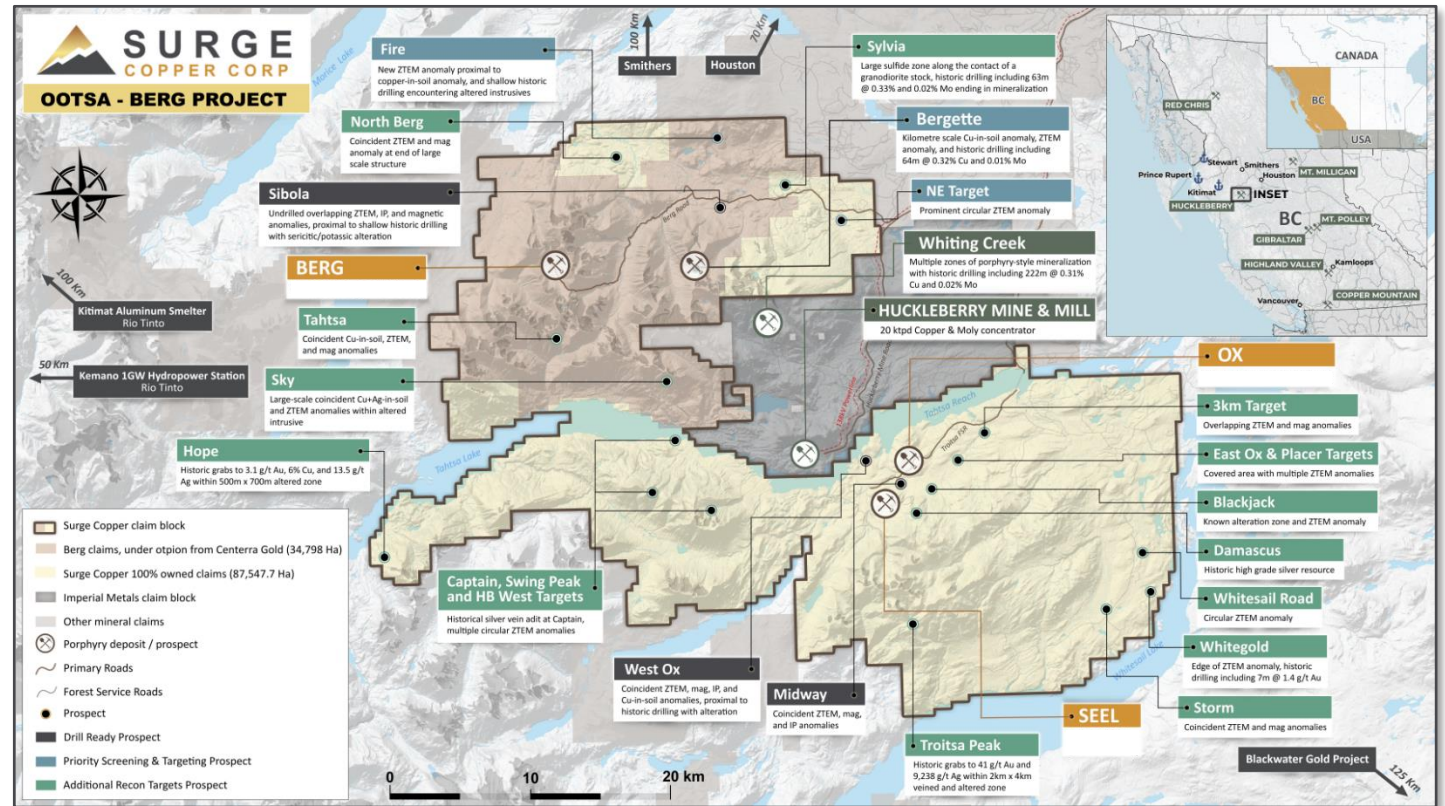 SURGE
COPPER CORP
OOTSA - BERG PROJECT
Fire
New ZTEM anomaly proximal to
copper-in-soil anomaly, and shallow historic
drilling encountering altered instrusives
North Berg
Coincident ZTEM and mag
anomaly at end of large
scale structure
Sibola
Undrilled overlapping ZTEM, IP, and magnetic
anomalies, proximal to shallow historic drilling
with sericitic/potassic alteration
BERG
100 Km
Kitimat Aluminum Smelter
Rio Tinto
Tahtsa
Coincident Cu-in-soil, ZTEM,
and mag anomalies
50 Km
Kemano 1GW Hydropower Station
Rio Tinto
Sky
Large-scale coincident Cu+Ag-in-soil
and ZTEM anomalies within altered
intrusive
Hope
Historic grabs to 3.1 g/t Au, 6% Cu, and 13.5 g/t
Ag within 500m x 700m altered zone
Morice Lake
100 Km
Smithers
70 Km
Houston
Sylvia
Large sulfide zone along the contact of a
granodiorite stock, historic drilling including 63m
@ 0.33% and 0.02% Mo ending in mineralization
Bergette
Kilometre scale Cu-in-soil anomaly, ZTEM
anomaly, and historic drilling including
64m @ 0.32% Cu and 0.01% Mo
NE Target
Prominent circular ZTEM anomaly
Whiting Creek
Multiple zones of porphyry-style mineralization
with historic drilling including 222m @ 0.31%
Cu and 0.02% Mo
HUCKLEBERRY MINE & MILL
20 ktpd Copper & Moly concentrator
Berg Road
138kV Powerline
Huckleberry Mine Road
Tahtsa Reach
Troitsa FSR
Tahtsa Lake
Whitesail Lake
CANADA
BC
USA
RED CHRIS
Stewart
Smithers
Houston
MT. MILLIGAN
Prince Rupert
Kitimat
INSET
HUCKLEBERRY
BC
MT. POLLEY
GIBRALTAR
HIGHLAND VALLEY
Kamloops
Vancouver
COPPER MOUNTAIN
OX
3km Target
Overlapping ZTEM and mag anomalies
East Ox & Placer Targets
Covered area with multiple ZTEM anomalies
Blackjack
Known alteration zone and ZTEM anomaly
Damascus
Historic high grade silver resource
Whitesail Road
Circular ZTEM anomaly
Whitegold
Edge of ZTEM anomaly, historic
drilling including 7m @ 1.4 g/t Au
Storm
Coincident ZTEM and mag anomalies
Captain, Swing Peak
and HB West Targets
Historical silver vein adit at Captain,
multiple circular ZTEM anomalies
West Ox
Coincident ZTEM, mag, IP, and
Cu-in-soil anomalies, proximal to
historic drilling with alteration
Midway
Coincident ZTEM, mag,
and IP anomalies
SEEL
Troitsa Peak
Historic grabs to 41 g/t Au and
9,238 g/t Ag within 2km x 4km
veined and altered zone
Blackwater Gold Project
125 Km
Surge Copper claim block
Berg claims, under otpion from Centerra Gold (34,798 Ha)
Surge Copper 100% owned claims (87,547.7 Ha)
Imperial Metals claim block
Other mineral claims
Porphyry deposit / prospect
Primary Roads
Forest Service Roads
Prospect
Drill Ready Prospect
Priority Screening & Targeting Prospect
Additional Recon Targets Prospect
0
10
20 km